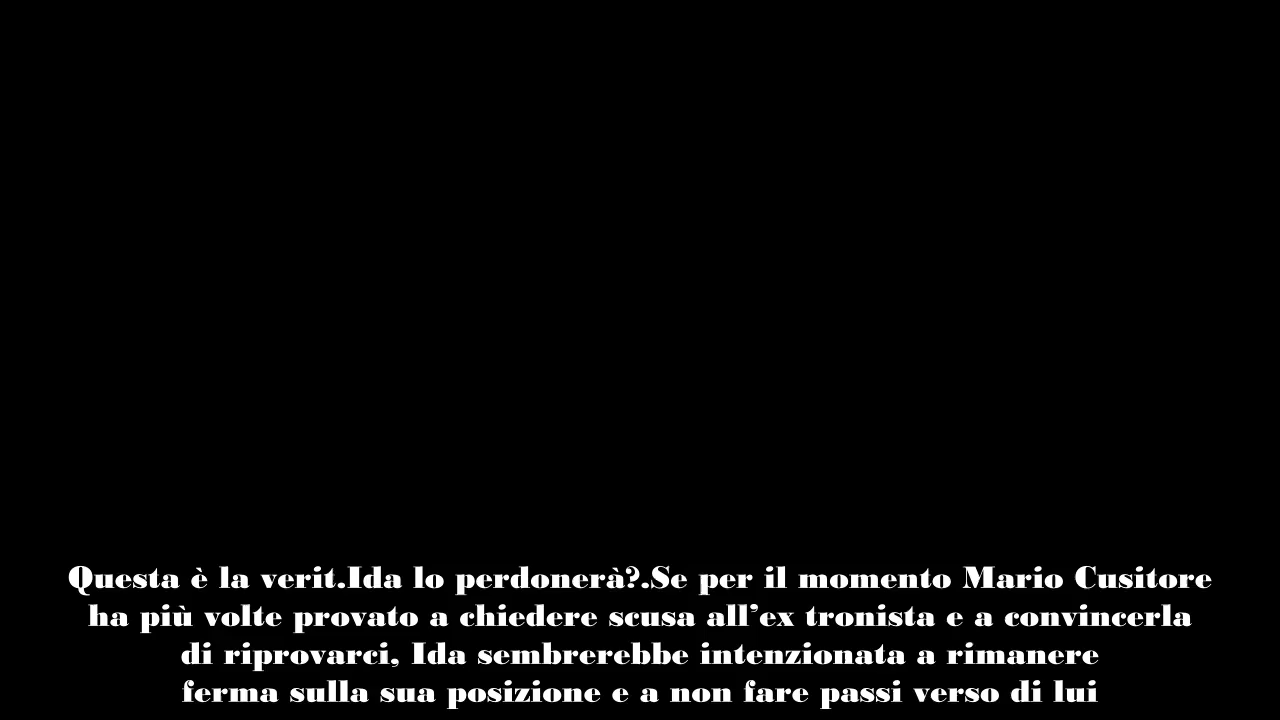 Questa è la verit.Ida lo perdonerà?.Se per il momento Mario Cusitore
ha più volte provato a chiedere scusa all’ex tronista e a convincerla
di riprovarci, Ida sembrerebbe intenzionata a rimanere
ferma sulla sua posizione e a non fare passi verso di lui